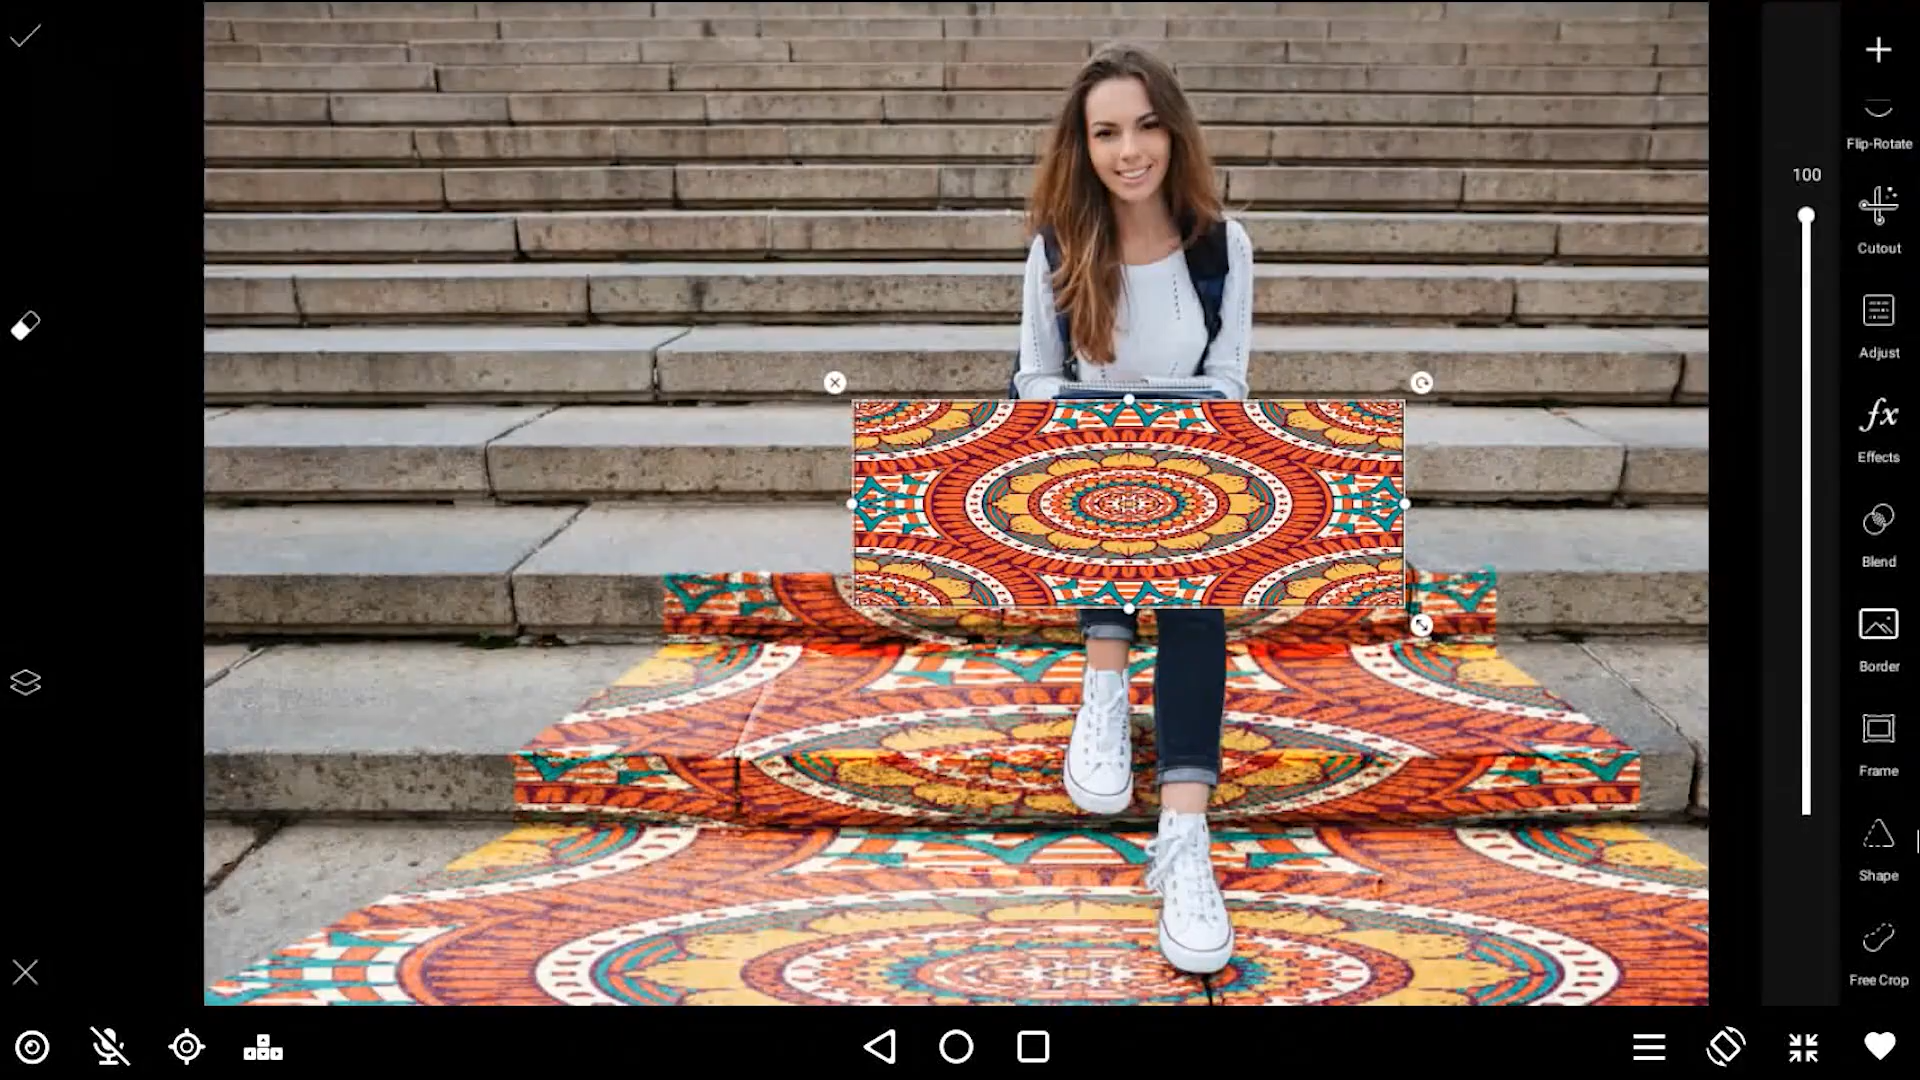 Flip-Rotate
100
Cutout
Adjust
fx
Effects
Blend
Border
Frame
Shape
Free Crop